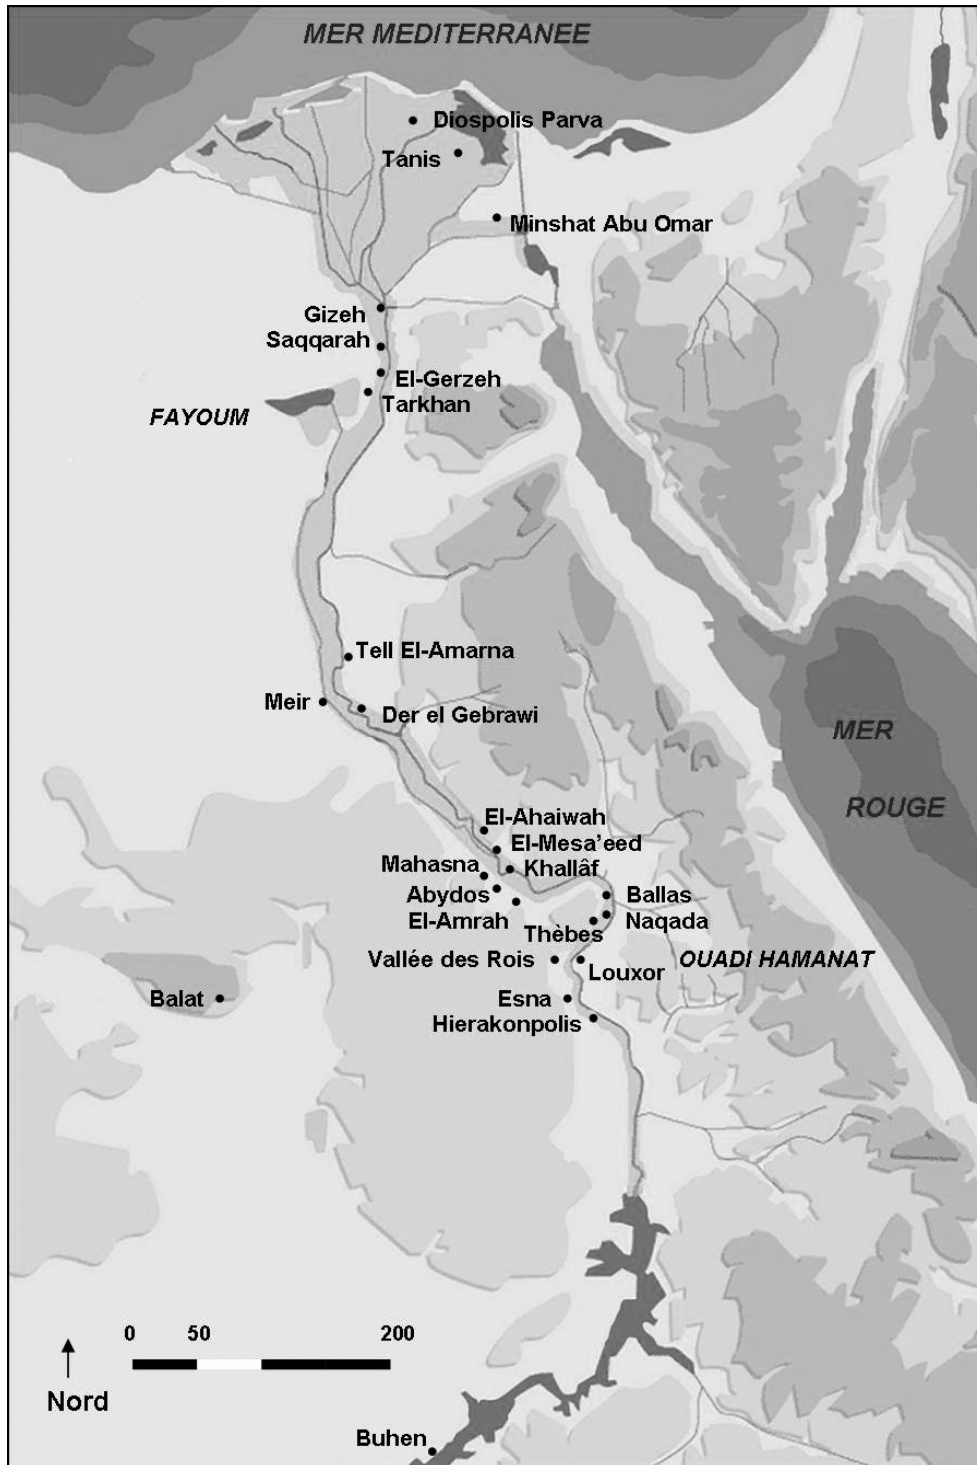 MER MEDITERRANEE
Diospolis Parva
Tanis
Minshat Abu Omar
Gizeh
Saqqarah
El-Gerzeh
Tarkhan
FAYOUM
Tell El-Amarna
Meir
Der el Gebrawi
MER
ROUGE
El-Ahaiwah
El-Mesa'eed
Mahasna
Khallâf
Abydos
Ballas
El-Amrah
Naqada
Thèbes
Vallée des Rois
OUADI HAMANAT
Louxor
Balat
Esna
Hierakonpolis
0 50 200
Nord
Buhen